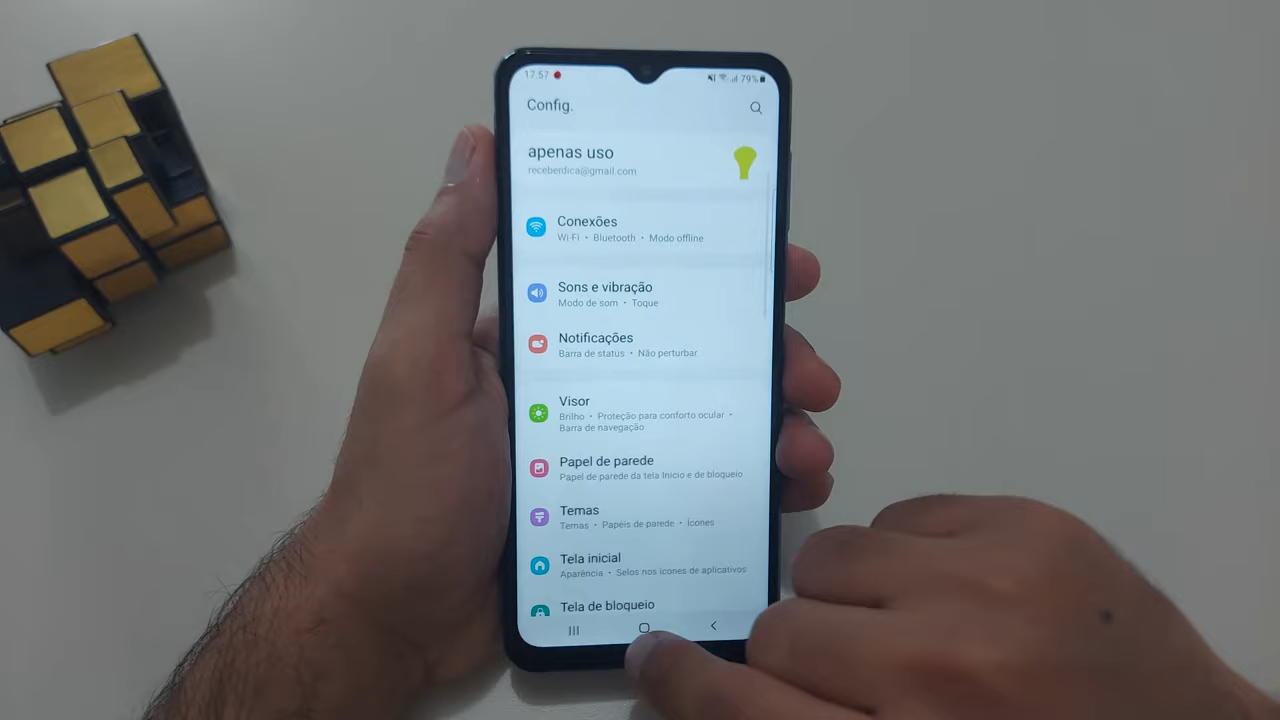 17:57
79%
Config.
apenas uso
receberdica@gmail.com
Conexões
Wi-Fi • Bluetooth • Modo offline
Sons e vibração
Modo de som • Toque
Notificações
Barra de status • Não perturbar
Visor
Brilho • Proteção para conforto ocular •
Barra de navegação
Papel de parede
Papel de parede da tela Início e de bloqueio
Temas
Temas • Papéis de parede • Ícones
Tela inicial
Aparência • Selos nos ícones de aplicativos
Tela de bloqueio